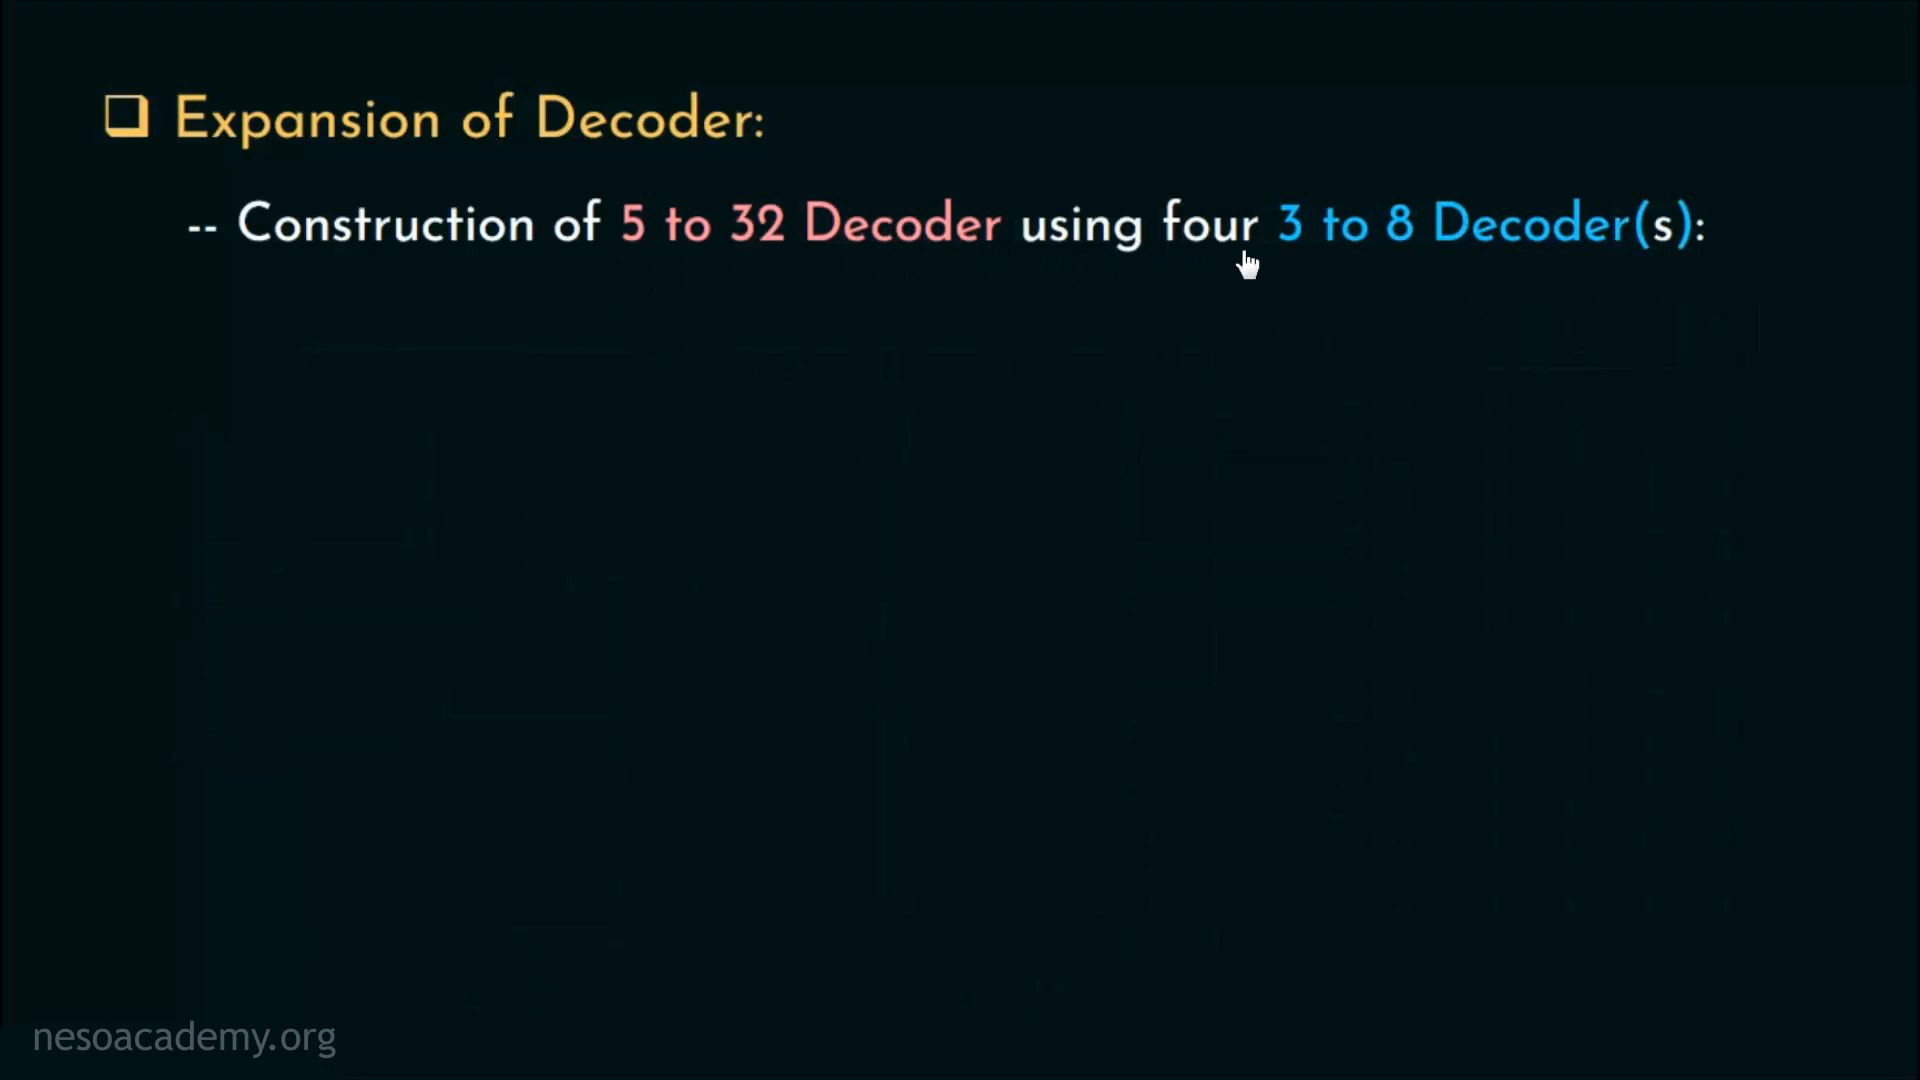 ❑ Expansion of Decoder:
-- Construction of 5 to 32 Decoder using four 3 to 8 Decoder(s):
nesoacademy.org